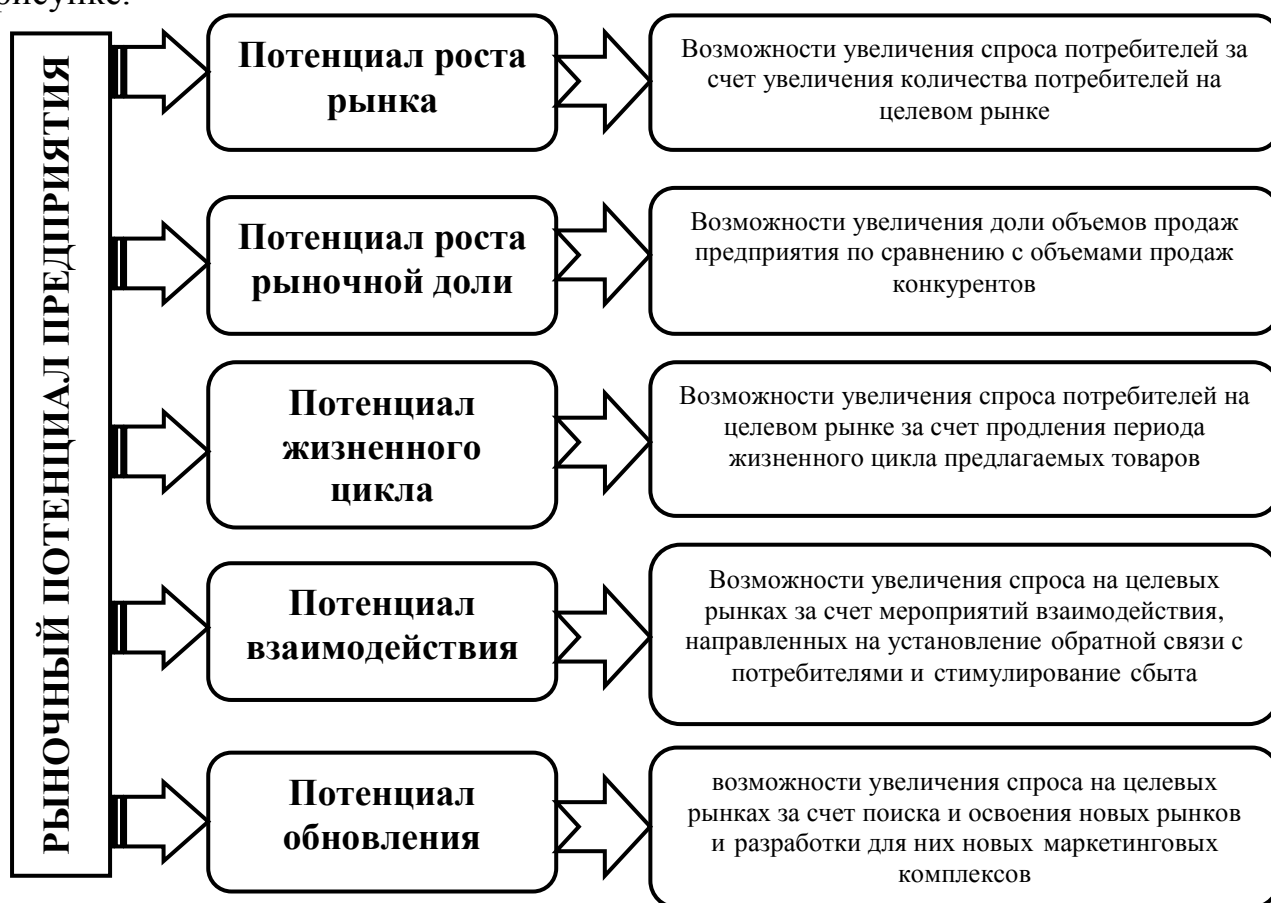 рисунке.
РЫНОЧНЫЙ ПОТЕНЦИАЛ ПРЕДПРИЯТИЯ
Потенциал роста
рынка
Возможности увеличения спроса потребителей за
счет увеличения количества потребителей на
целевом рынке
Потенциал роста
рыночной доли
Возможности увеличения доли объемов продаж
предприятия по сравнению с объемами продаж
конкурентов
Потенциал
жизненного
цикла
Возможности увеличения спроса потребителей на
целевом рынке за счет продления периода
жизненного цикла предлагаемых товаров
Потенциал
взаимодействия
Возможности увеличения спроса на целевых
рынках за счет мероприятий взаимодействия,
направленных на установление обратной связи с
потребителями и стимулирование сбыта
Потенциал
обновления
возможности увеличения спроса на целевых
рынках за счет поиска и освоения новых рынков
и разработки для них новых маркетинговых
комплексов